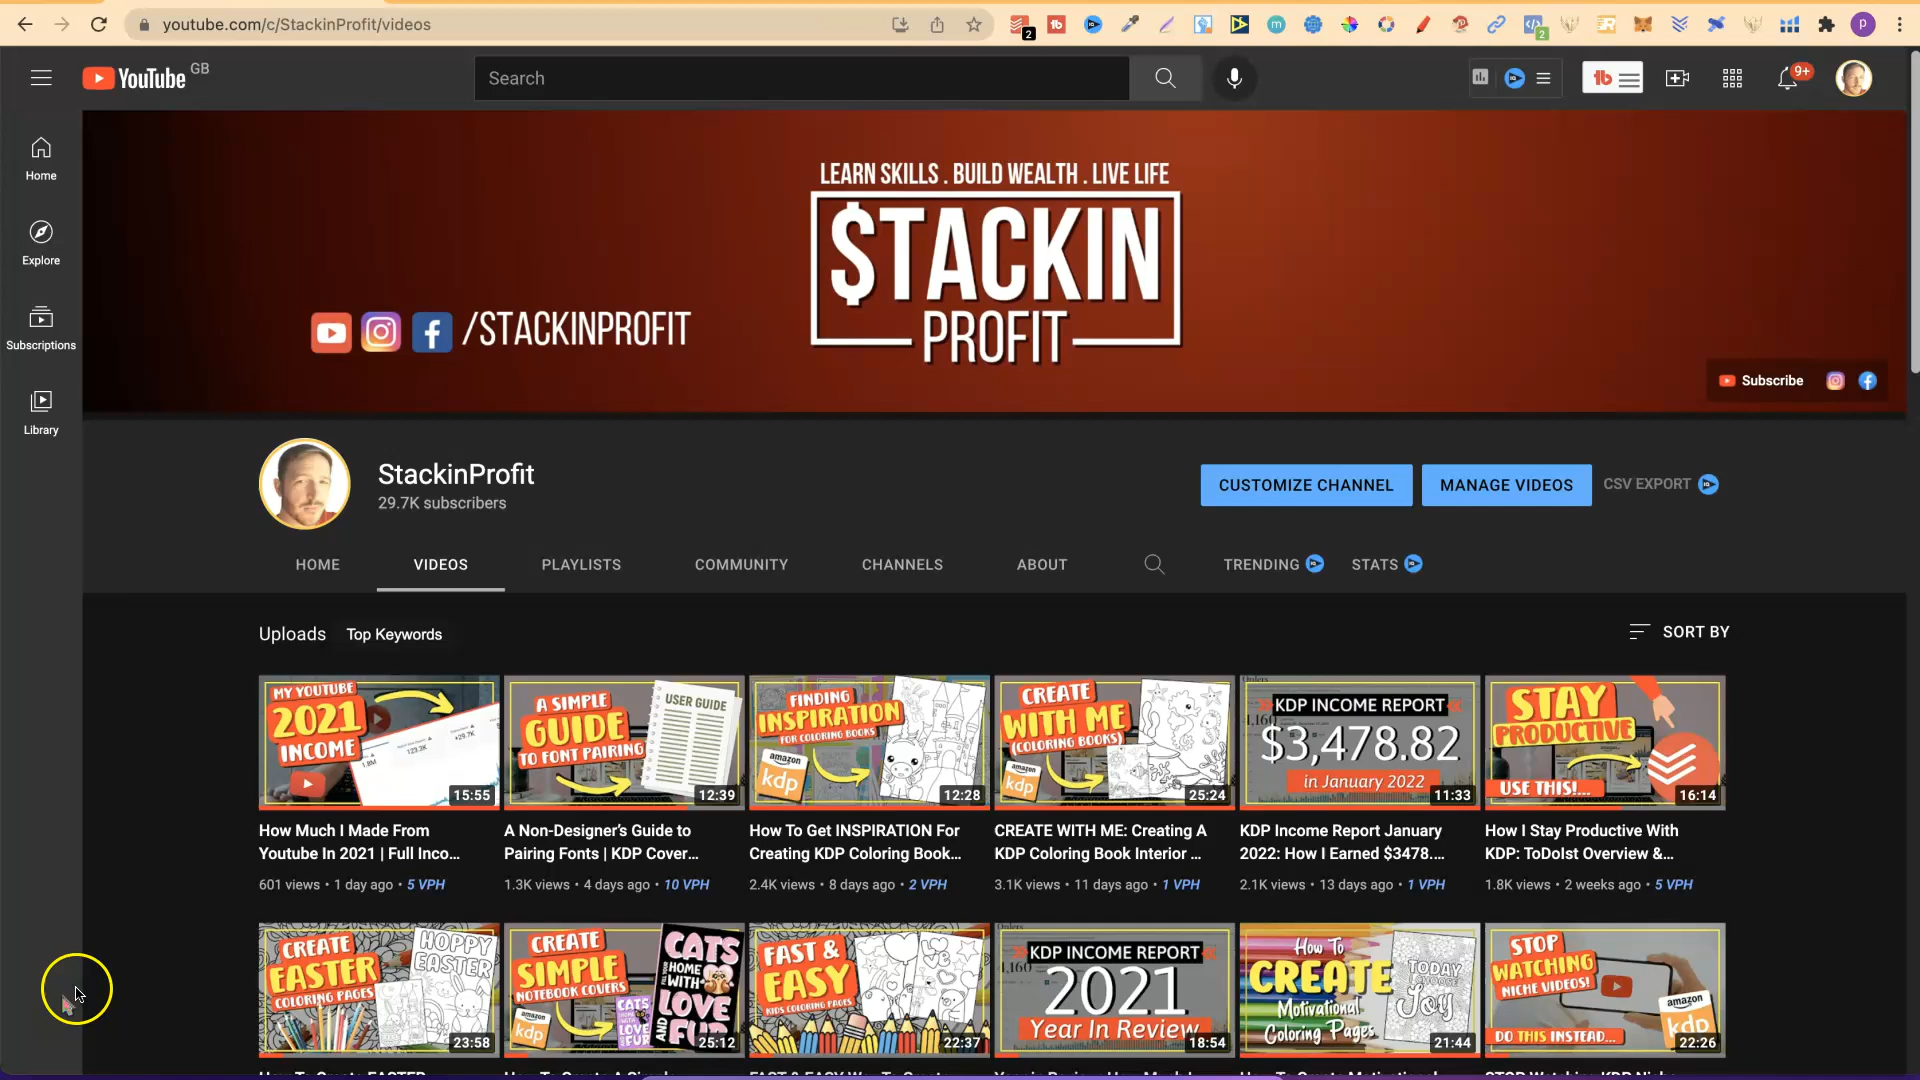 youtube.com/c/StackinProfit/videos
2
2
YouTube GB
Search
9+
Home
Explore
Subscriptions
Library
LEARN SKILLS . BUILD WEALTH . LIVE LIFE
$TACKIN
PROFIT
/STACKINPROFIT
Subscribe
StackinProfit
29.7K subscribers
CUSTOMIZE CHANNEL
MANAGE VIDEOS
CSV EXPORT
HOME
VIDEOS
PLAYLISTS
COMMUNITY
CHANNELS
ABOUT
TRENDING
STATS
Uploads
Top Keywords
SORT BY
MY YOUTUBE
2021
INCOME
15:55
How Much I Made From
Youtube In 2021 | Full Inco...
601 views • 1 day ago • 5 VPH
A SIMPLE
GUIDE
TO FONT PAIRING
USER GUIDE
12:39
A Non-Designer's Guide to
Pairing Fonts | KDP Cover...
1.3K views • 4 days ago • 10 VPH
FINDING
INSPIRATION
FOR COLORING BOOKS
amazon
kdp
12:28
How To Get INSPIRATION For
Creating KDP Coloring Book...
2.4K views • 8 days ago • 2 VPH
CREATE
WITH ME
(COLORING BOOKS)
amazon
kdp
25:24
CREATE WITH ME: Creating A
KDP Coloring Book Interior ...
3.1K views • 11 days ago • 1 VPH
KDP INCOME REPORT
$3,478.82
in January 2022
11:33
KDP Income Report January
2022: How I Earned $3478....
2.1K views • 13 days ago • 1 VPH
STAY
PRODUCTIVE
USE THIS!...
16:14
How I Stay Productive With
KDP: ToDoIst Overview &...
1.8K views • 2 weeks ago • 5 VPH
CREATE
EASTER
COLORING PAGES
HOPPY
EASTER
23:58
CREATE
SIMPLE
NOTEBOOK COVERS
amazon
kdp
CATS
HOME
WITH
LOVE
AND
FUR
25:12
FAST &
EASY
KIDS COLORING PAGES
22:37
KDP INCOME REPORT
2021
Year In Review
18:54
How To
CREATE
Motivational
Coloring Pages
TODAY
CHOOSE
Joy
21:44
STOP
WATCHING
NICHE VIDEOS!
DO THIS INSTEAD...
amazon
kdp
22:26